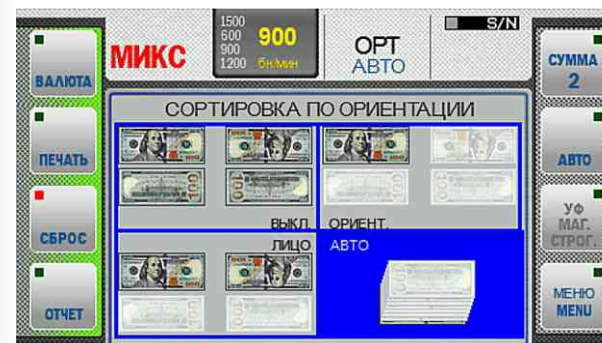 1500
600
900
1200
900
бн/мин
МИКС
ОРТ
АВТО
S/N
ВАЛЮТА
ПЕЧАТЬ
СБРОС
ОТЧЕТ
СОРТИРОВКА ПО ОРИЕНТАЦИИ
ВЫКЛ.
ОРИЕНТ.
ЛИЦО
АВТО
СУММА
2
АВТО
УФ
МАГ.
СТРОГ.
МЕНЮ
MENU